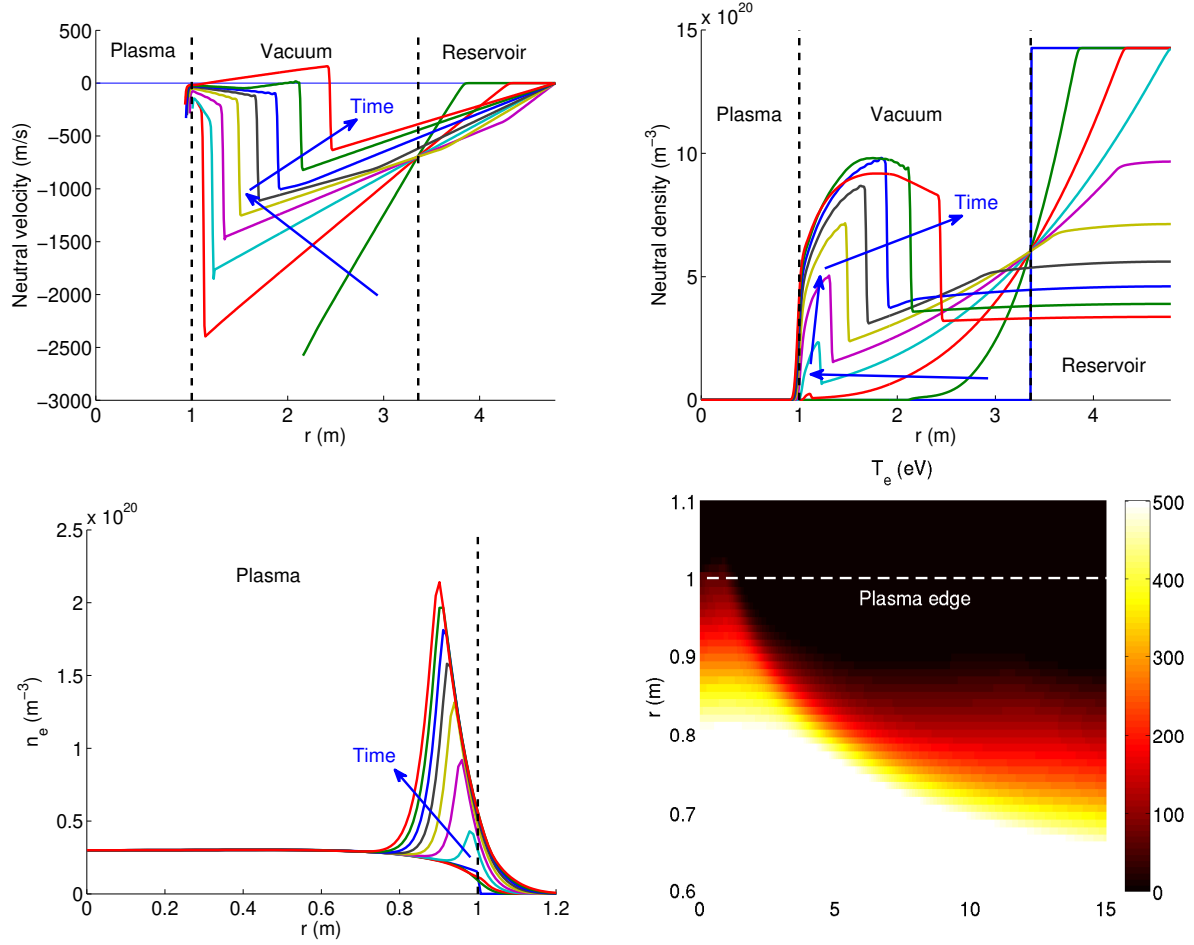 500
0
−500
−1000
−1500
−2000
−2500
−3000
Neutral velocity (m/s)
Plasma
Vacuum
Reservoir
Time
0 1 2 3 4
r (m)
15 x 10^20
10
5
0
Neutral density (m^−3)
Plasma
Vacuum
Time
Reservoir
0 1 2 3 4
r (m)
2.5 x 10^20
2
1.5
1
0.5
0
n_e (m^−3)
Plasma
Time
0 0.2 0.4 0.6 0.8 1 1.2
r (m)
T_e (eV)
1.1
1
0.9
0.8
0.7
0.6
r (m)
Plasma edge
0 5 10 15
500
400
300
200
100
0